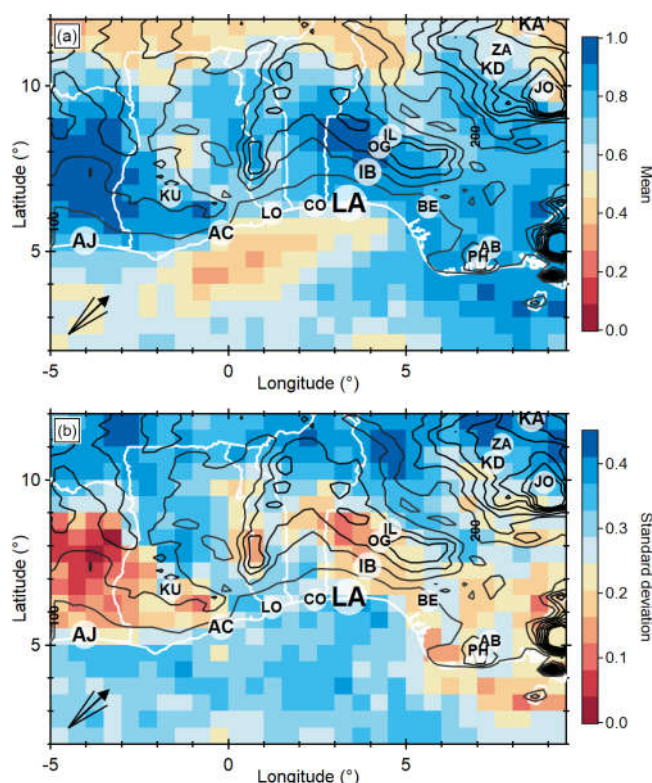 (a)
KA
ZA
KD
JO
200
IL
OG
IB
KU
LO
CO
LA
BE
AC
AJ
AB
PH
100
10
5
Latitude (°)
-5
0
5
Longitude (°)
1.0
0.8
0.6
0.4
0.2
0.0
Mean
(b)
KA
ZA
KD
JO
200
IL
OG
IB
KU
LO
CO
LA
BE
AC
AJ
AB
PH
100
10
5
Latitude (°)
-5
0
5
Longitude (°)
0.4
0.3
0.2
0.1
0.0
Standard deviation